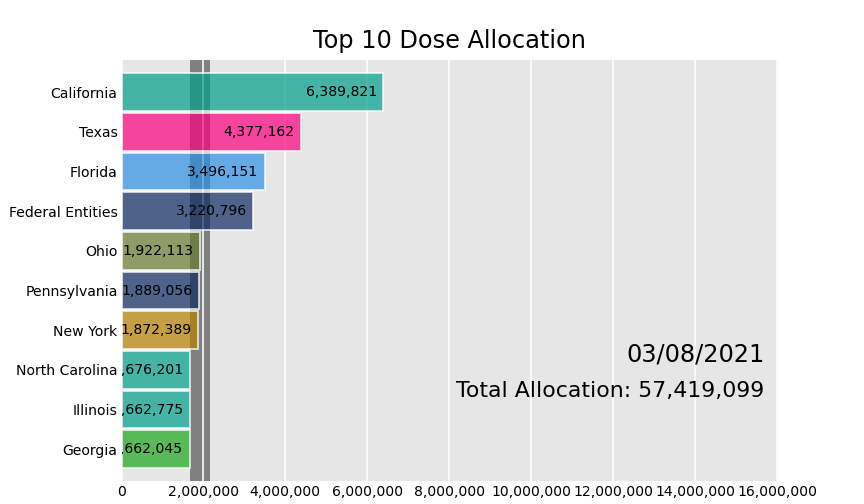 Top 10 Dose Allocation
California 6,389,821
Texas 4,377,162
Florida 3,496,151
Federal Entities 3,220,796
Ohio 1,922,113
Pennsylvania 1,889,056
New York 1,872,389
North Carolina ,676,201
Illinois ,662,775
Georgia ,662,045
03/08/2021
Total Allocation: 57,419,099
0 2,000,000 4,000,000 6,000,000 8,000,000 10,000,000 12,000,000 14,000,000 16,000,000